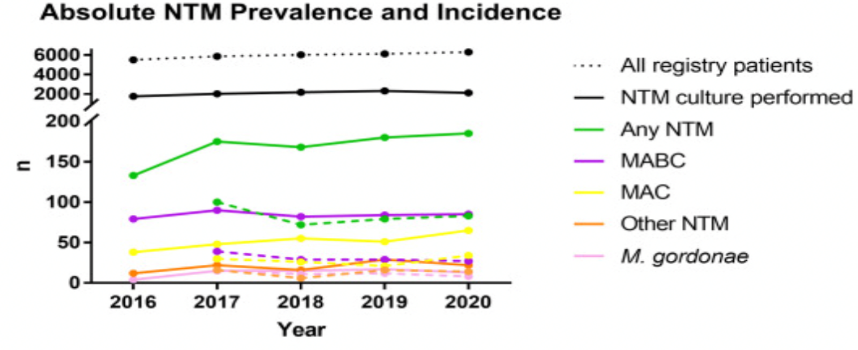 Absolute NTM Prevalence and Incidence
6000
4000
2000
200
150
100
50
0
n
2016 2017 2018 2019 2020
Year
All registry patients
NTM culture performed
Any NTM
MABC
MAC
Other NTM
M. gordonae